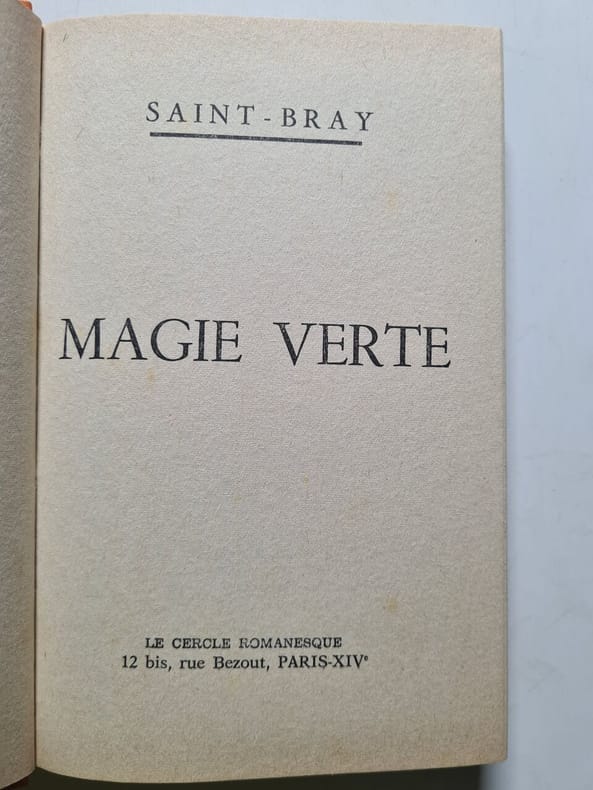 SAINT-BRAY
MAGIE VERTE
LE CERCLE ROMANESQUE
12 bis, rue Bezout, PARIS-XIVe